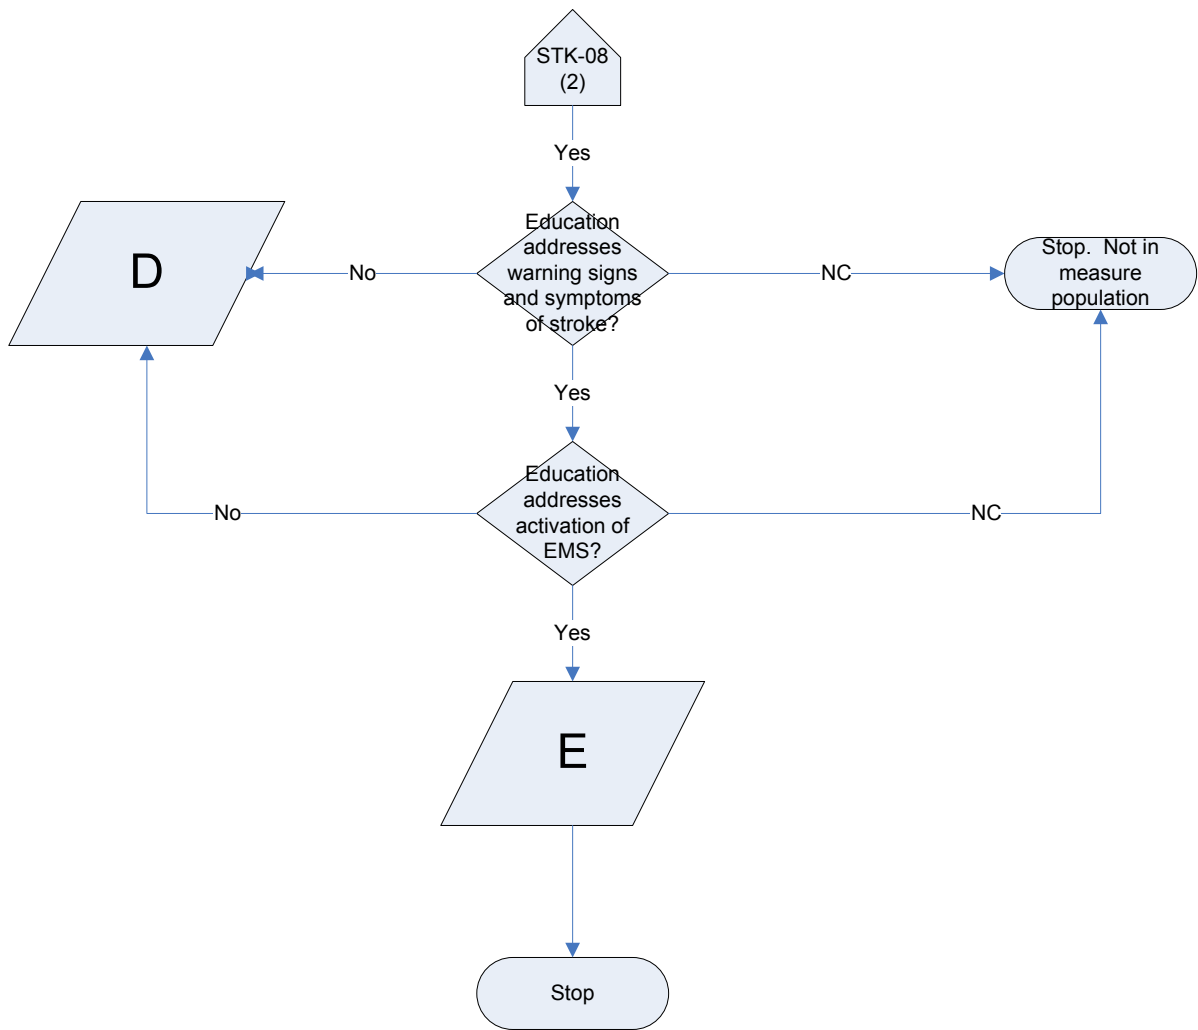 STK-08
(2)
Yes
Education
addresses
warning signs
and symptoms
of stroke?
D
No
NC
Stop.  Not in
measure
population
Yes
Education
addresses
activation of
EMS?
No
NC
Yes
E
Stop